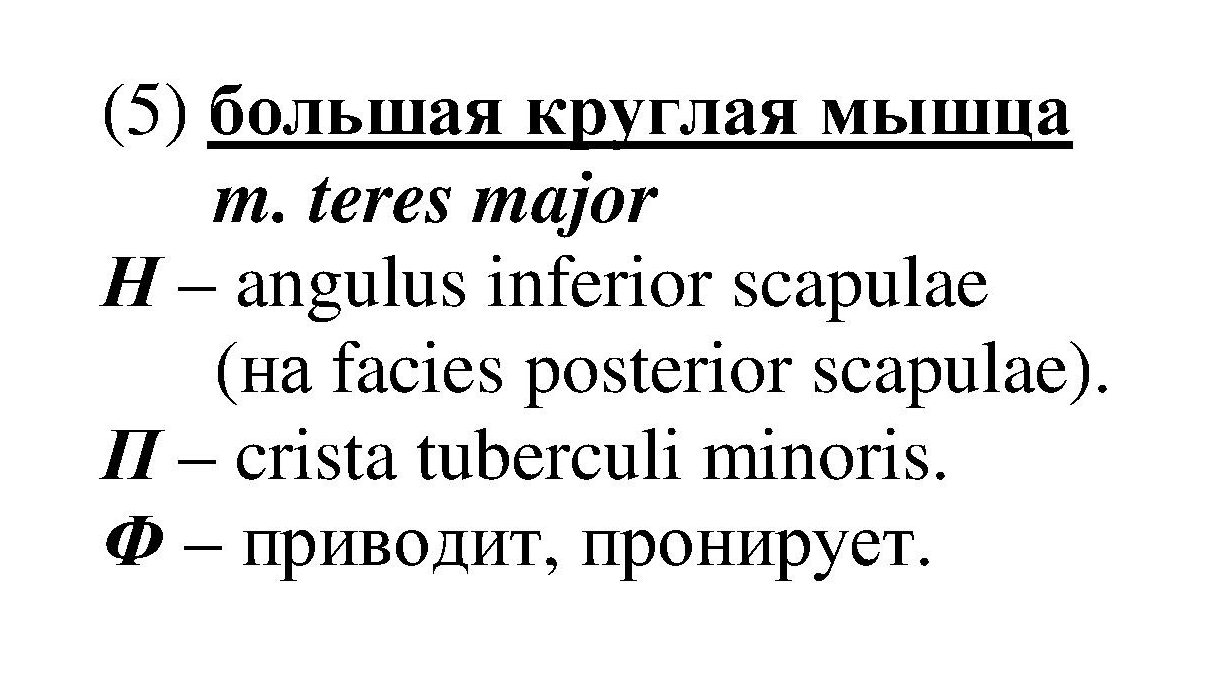 (5) большая круглая мышца
m. teres major
Н – angulus inferior scapulae
(на facies posterior scapulae).
П – crista tuberculi minoris.
Ф – приводит, пронирует.